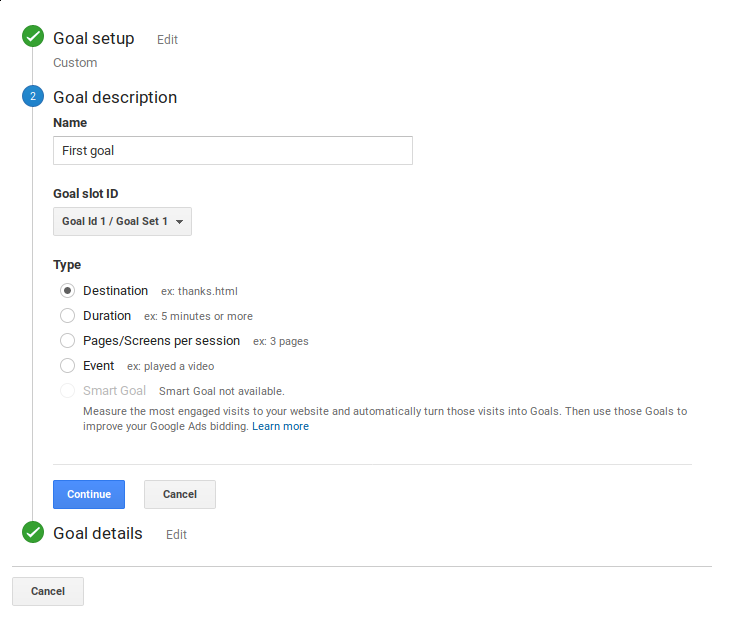 Goal setup Edit
Custom
2 Goal description
Name
First goal
Goal slot ID
Goal Id 1 / Goal Set 1
Type
Destination ex: thanks.html
Duration ex: 5 minutes or more
Pages/Screens per session ex: 3 pages
Event ex: played a video
Smart Goal Smart Goal not available.
Measure the most engaged visits to your website and automatically turn those visits into Goals. Then use those Goals to
improve your Google Ads bidding. Learn more
Continue Cancel
Goal details Edit
Cancel